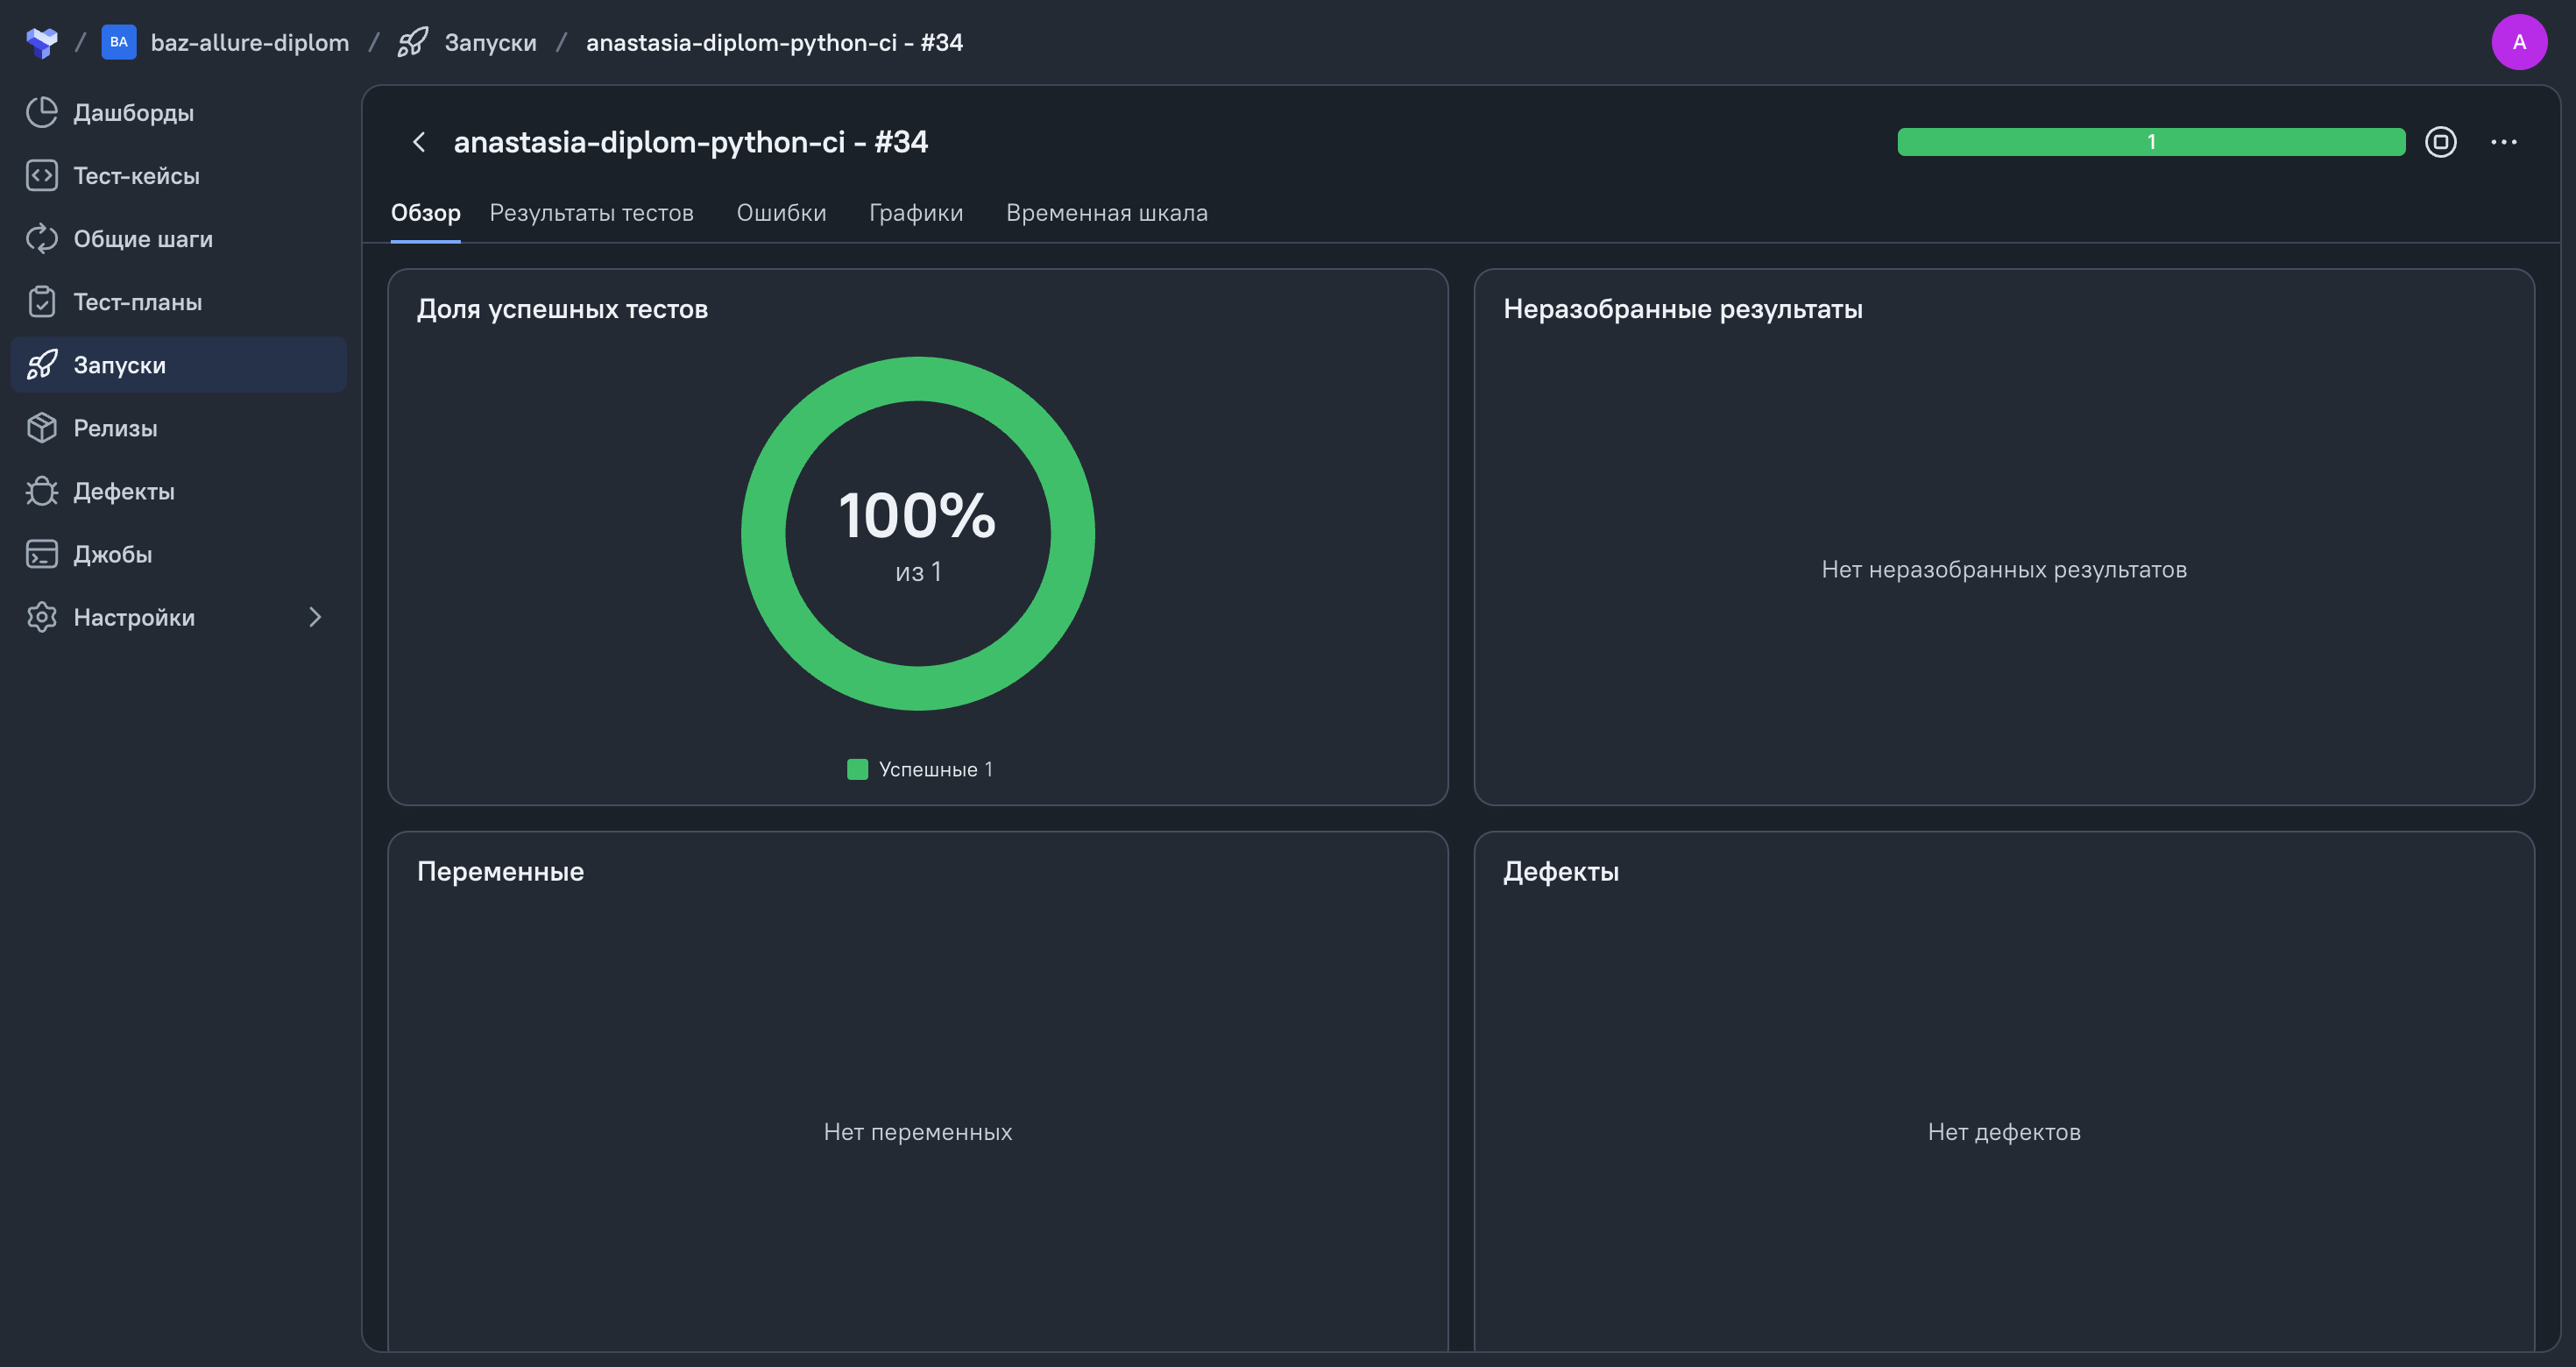 / BA baz-allure-diplom / Запуски / anastasia-diplom-python-ci - #34
A
Дашборды
Тест-кейсы
Общие шаги
Тест-планы
Запуски
Релизы
Дефекты
Джобы
Настройки
anastasia-diplom-python-ci - #34
1
Обзор Результаты тестов Ошибки Графики Временная шкала
Доля успешных тестов
100%
из 1
Успешные 1
Неразобранные результаты
Нет неразобранных результатов
Переменные
Нет переменных
Дефекты
Нет дефектов